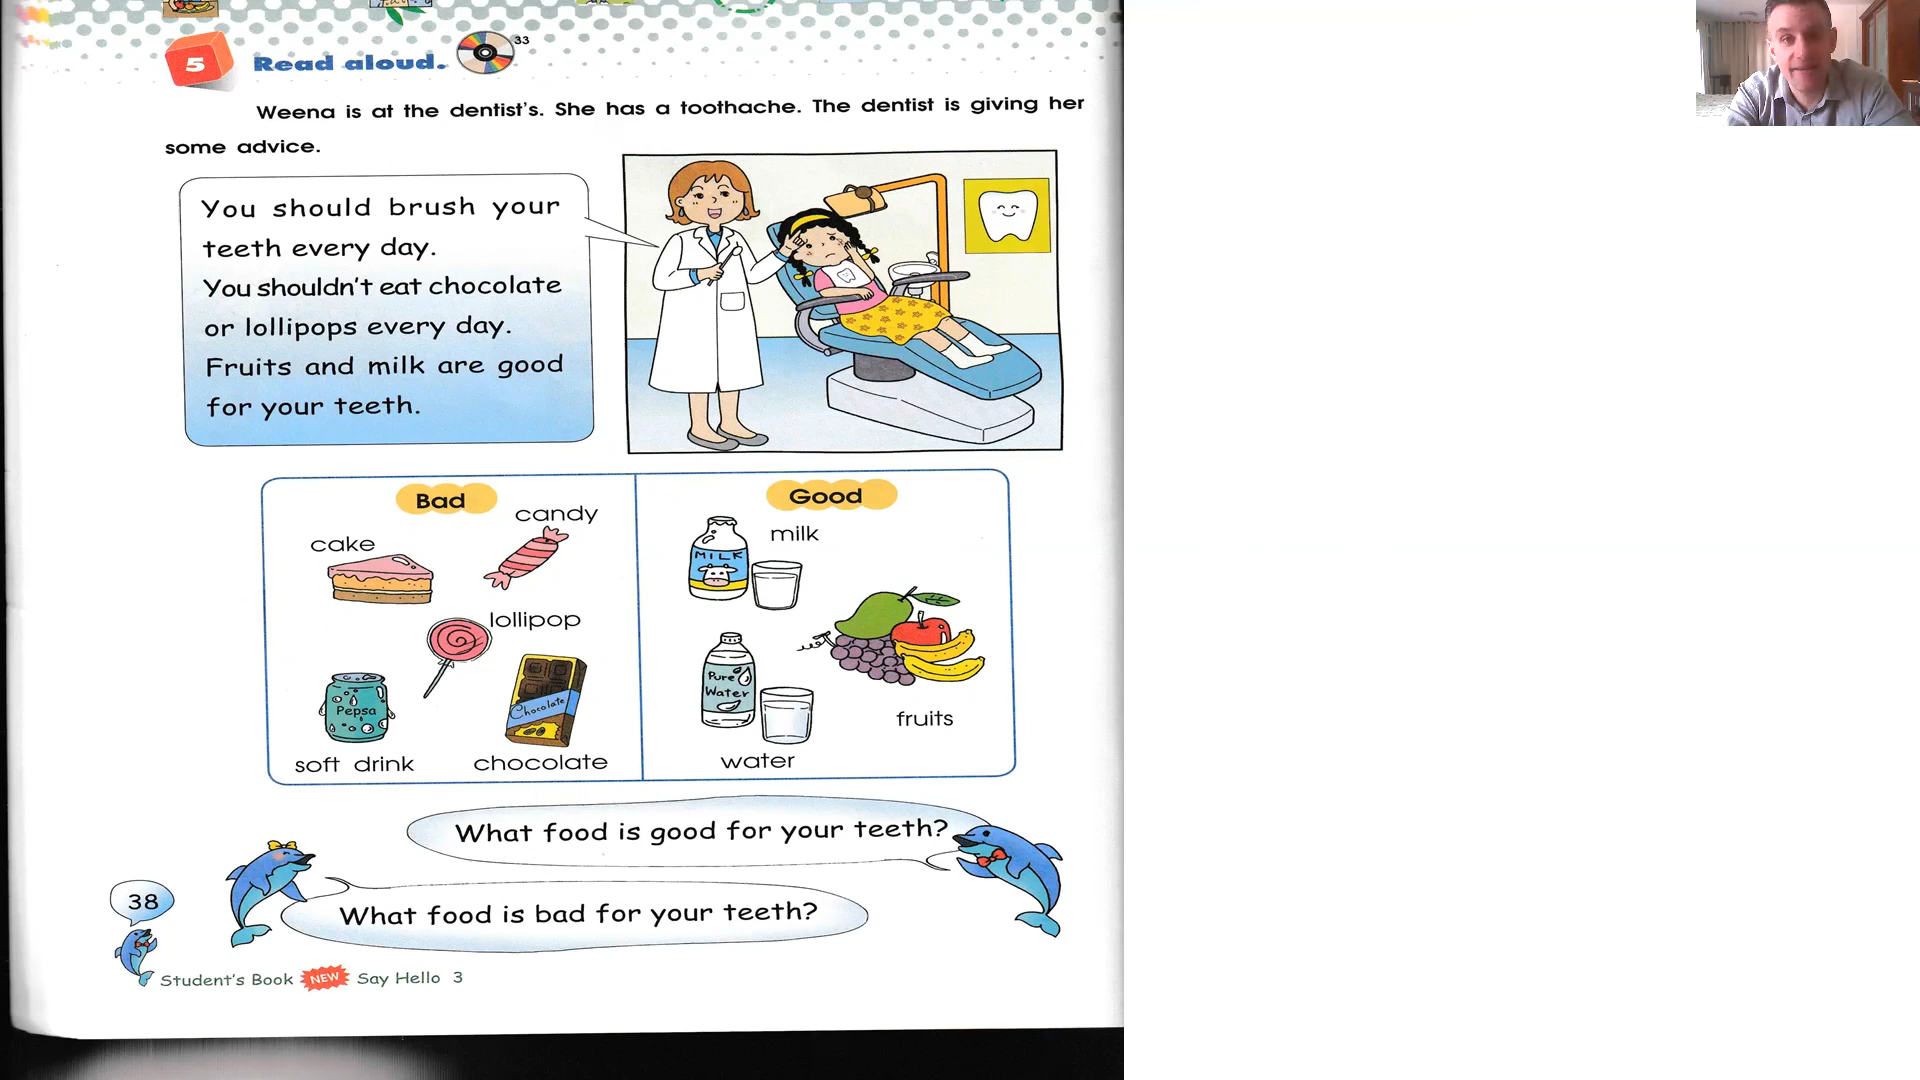 5 Read aloud. 33
Weena is at the dentist's. She has a toothache. The dentist is giving her
some advice.
You should brush your
teeth every day.
You shouldn't eat chocolate
or lollipops every day.
Fruits and milk are good
for your teeth.
Bad
candy
cake
lollipop
Pepsa
Chocolate
soft drink
chocolate
Good
milk
MILK
Pure
Water
fruits
water
What food is good for your teeth?
What food is bad for your teeth?
38
Student's Book NEW Say Hello 3